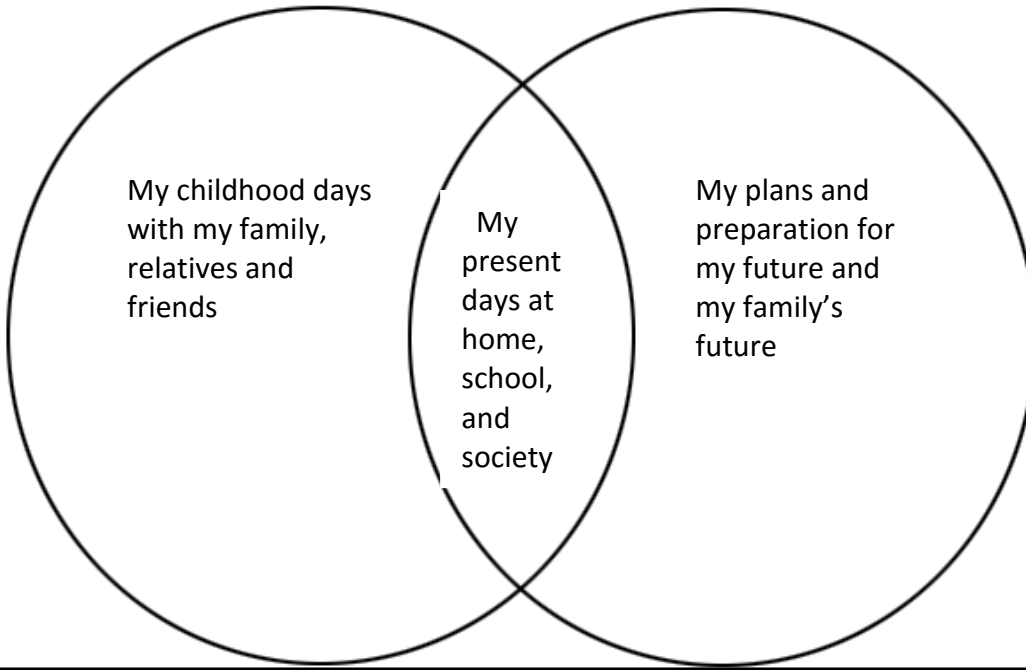 My childhood days
with my family,
relatives and
friends
My
present
days at
home,
school,
and
society
My plans and
preparation for
my future and
my family’s
future